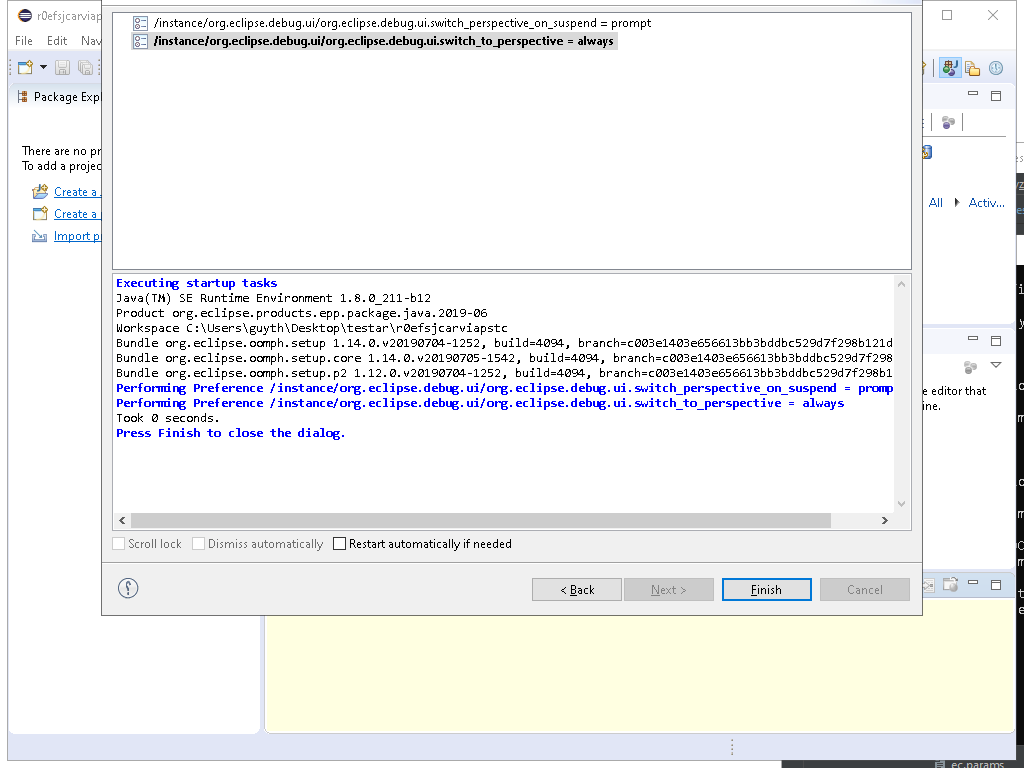 r0efsjcarviap
File Edit Nav
/instance/org.eclipse.debug.ui/org.eclipse.debug.ui.switch_perspective_on_suspend = prompt
/instance/org.eclipse.debug.ui/org.eclipse.debug.ui.switch_to_perspective = always
Package Expl
There are no pr
To add a projec
Create a
Create a
Import p
All Activ...
Executing startup tasks
Java(TM) SE Runtime Environment 1.8.0_211-b12
Product org.eclipse.products.epp.package.java.2019-06
Workspace C:\Users\guyth\Desktop\testar\r0efsjcarviapstc
Bundle org.eclipse.oomph.setup 1.14.0.v20190704-1252, build=4094, branch=c003e1403e656613bb3bddbc529d7f298b121d
Bundle org.eclipse.oomph.setup.core 1.14.0.v20190705-1542, build=4094, branch=c003e1403e656613bb3bddbc529d7f298
Bundle org.eclipse.oomph.setup.p2 1.12.0.v20190704-1252, build=4094, branch=c003e1403e656613bb3bddbc529d7f298b1
Performing Preference /instance/org.eclipse.debug.ui/org.eclipse.debug.ui.switch_perspective_on_suspend = promp
Performing Preference /instance/org.eclipse.debug.ui/org.eclipse.debug.ui.switch_to_perspective = always
Took 0 seconds.
Press Finish to close the dialog.
e editor that
ine.
Scroll lock Dismiss automatically Restart automatically if needed
< Back Next > Finish Cancel
ec.params